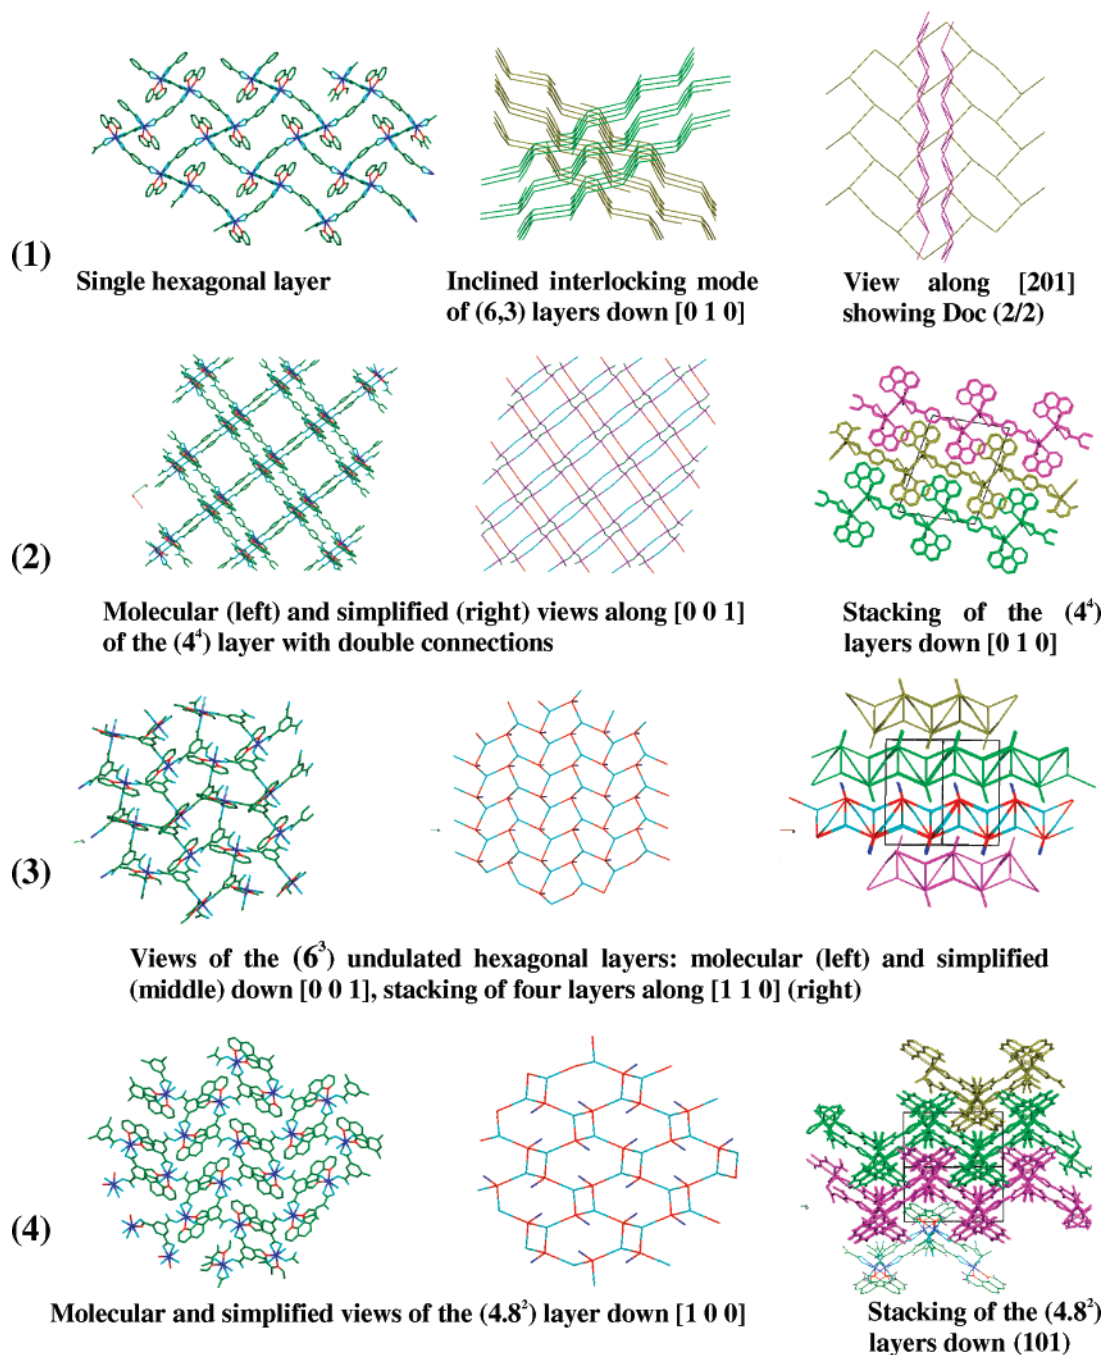 (1)
Single hexagonal layer
Inclined interlocking mode
of (6,3) layers down [0 1 0]
View along [201]
showing Doc (2/2)
(2)
Molecular (left) and simplified (right) views along [0 0 1]
of the (4⁴) layer with double connections
Stacking of the (4⁴)
layers down [0 1 0]
(3)
Views of the (6³) undulated hexagonal layers: molecular (left) and simplified
(middle) down [0 0 1], stacking of four layers along [1 1 0] (right)
(4)
Molecular and simplified views of the (4.8²) layer down [1 0 0]
Stacking of the (4.8²)
layers down (101)